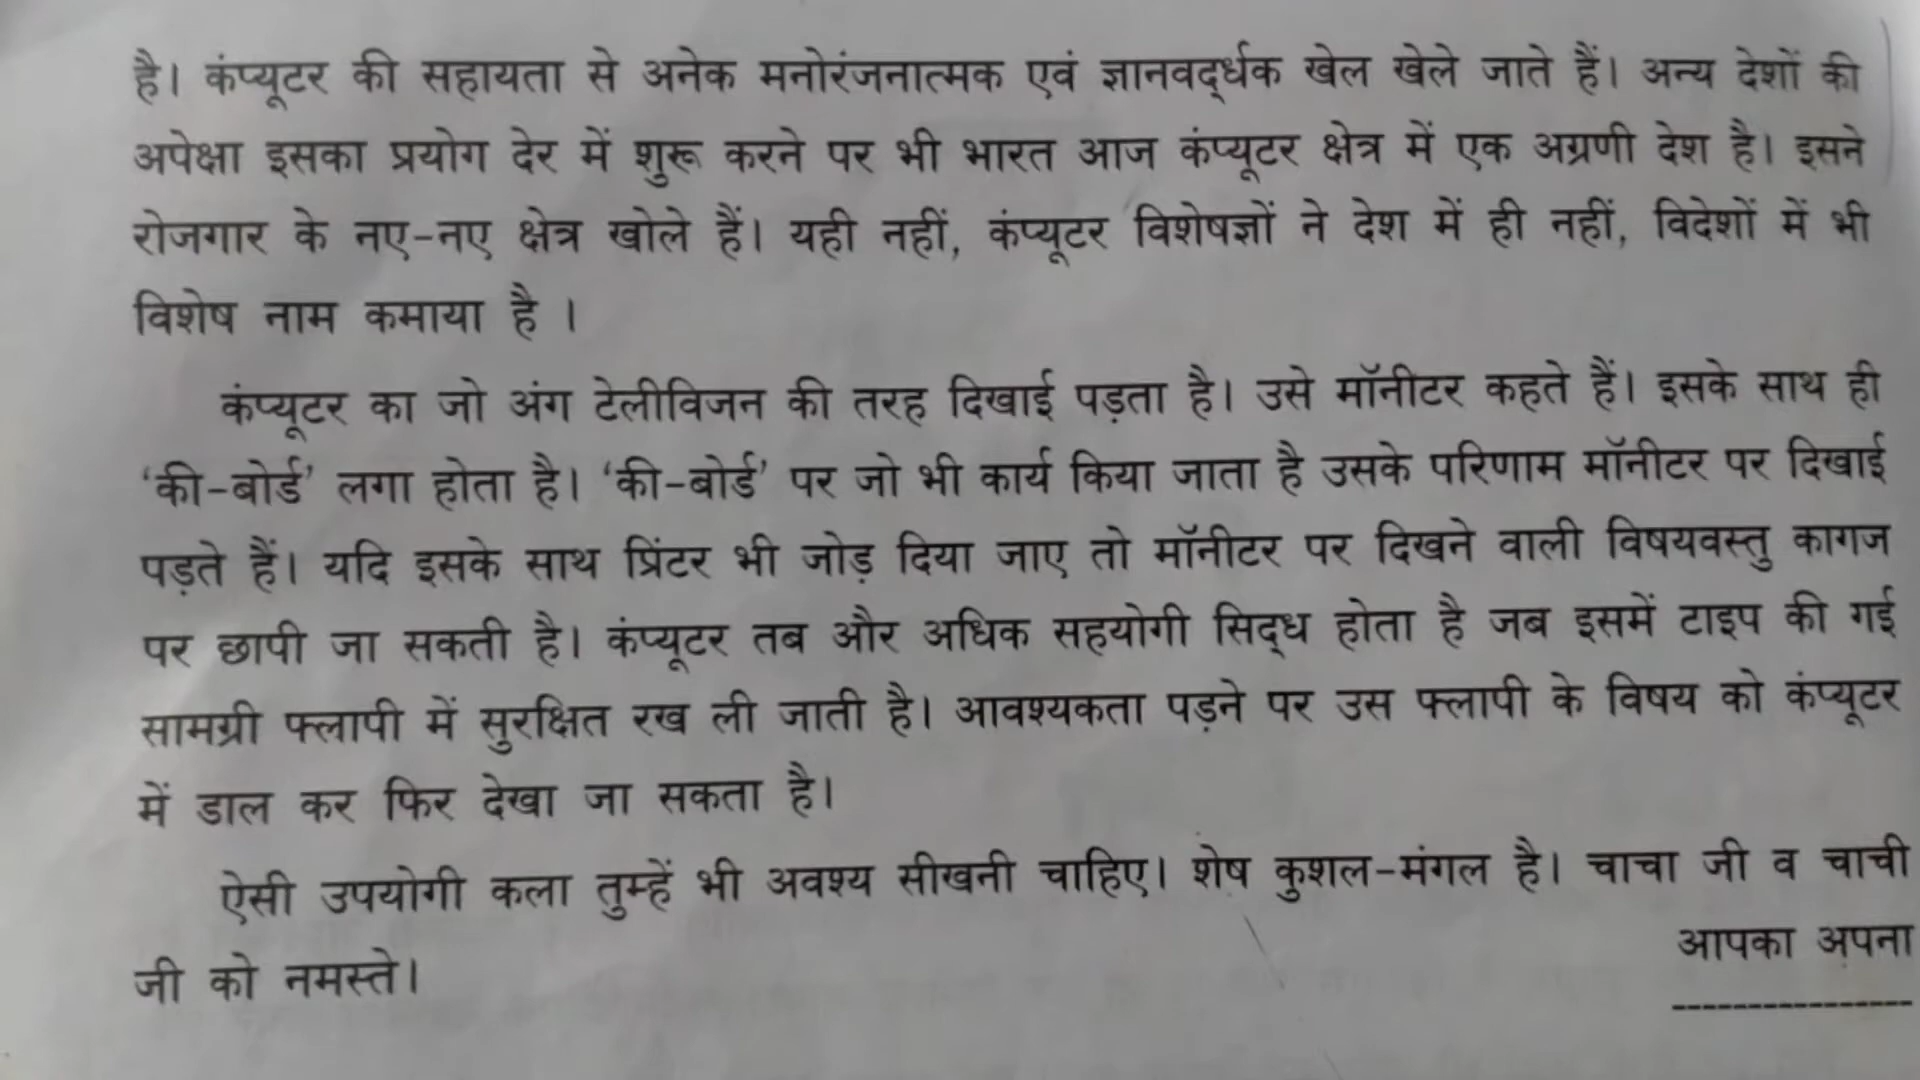 है। कंप्यूटर की सहायता से अनेक मनोरंजनात्मक एवं ज्ञानवर्द्धक खेल खेले जाते हैं। अन्य देशों की
अपेक्षा इसका प्रयोग देर में शुरू करने पर भी भारत आज कंप्यूटर क्षेत्र में एक अग्रणी देश है। इसने
रोजगार के नए-नए क्षेत्र खोले हैं। यही नहीं, कंप्यूटर विशेषज्ञों ने देश में ही नहीं, विदेशों में भी
विशेष नाम कमाया है ।
कंप्यूटर का जो अंग टेलीविजन की तरह दिखाई पड़ता है। उसे मॉनीटर कहते हैं। इसके साथ ही
‘की-बोर्ड’ लगा होता है। ‘की-बोर्ड’ पर जो भी कार्य किया जाता है उसके परिणाम मॉनीटर पर दिखाई
पड़ते हैं। यदि इसके साथ प्रिंटर भी जोड़ दिया जाए तो मॉनीटर पर दिखने वाली विषयवस्तु कागज
पर छापी जा सकती है। कंप्यूटर तब और अधिक सहयोगी सिद्ध होता है जब इसमें टाइप की गई
सामग्री फ्लापी में सुरक्षित रख ली जाती है। आवश्यकता पड़ने पर उस फ्लापी के विषय को कंप्यूटर
में डाल कर फिर देखा जा सकता है।
ऐसी उपयोगी कला तुम्हें भी अवश्य सीखनी चाहिए। शेष कुशल-मंगल है। चाचा जी व चाची
जी को नमस्ते।
आपका अपना
----------------